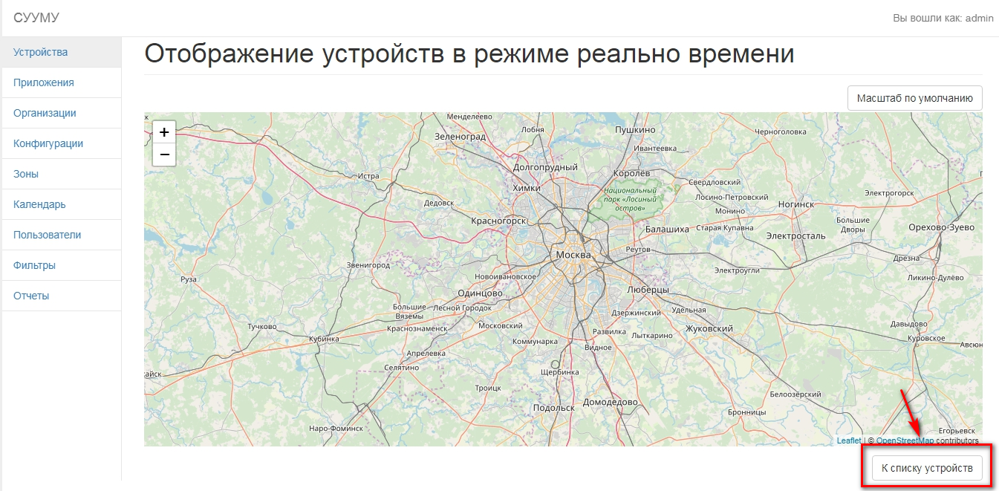 СУУМУ
Вы вошли как: admin
Устройства
Приложения
Организации
Конфигурации
Зоны
Календарь
Пользователи
Фильтры
Отчеты
Отображение устройств в режиме реально времени
Масштаб по умолчанию
+
−
Менделеево
Лобня
Пушкино
Черноголовка
Зеленоград
Ивантеевка
Долгопрудный
Королёв
Истра
Химки
Свердловский
Национальный
парк «Лосиный
остров»
Лосино-Петровский
Электрогорск
Дедовск
Монино
Ногинск
Красногорск
Балашиха
Старая Купавна
Большие
Дворы
Орехово-Зуево
Электросталь
Москва
Реутов
Дрезна
Звенигород
Электроугли
Руза
Новоивановское
Ликино-Дулёво
Одинцово
Люберцы
Большие
Вяземы
Лесной Городок
Дзержинский
Удельная
Тучково
Краснознаменск
Московский
Развилка
Лыткарино
Жуковский
Давыдово
Кубинка
Коммунарка
Видное
Куровское
Авсюн
Апрелевка
Селятино
Щербинка
жайск
Троицк
Белоозёрский
Подольск
Домодедово
Бронницы
Наро-Фоминск
Егорьевск
Leaflet | © OpenStreetMap contributors
К списку устройств